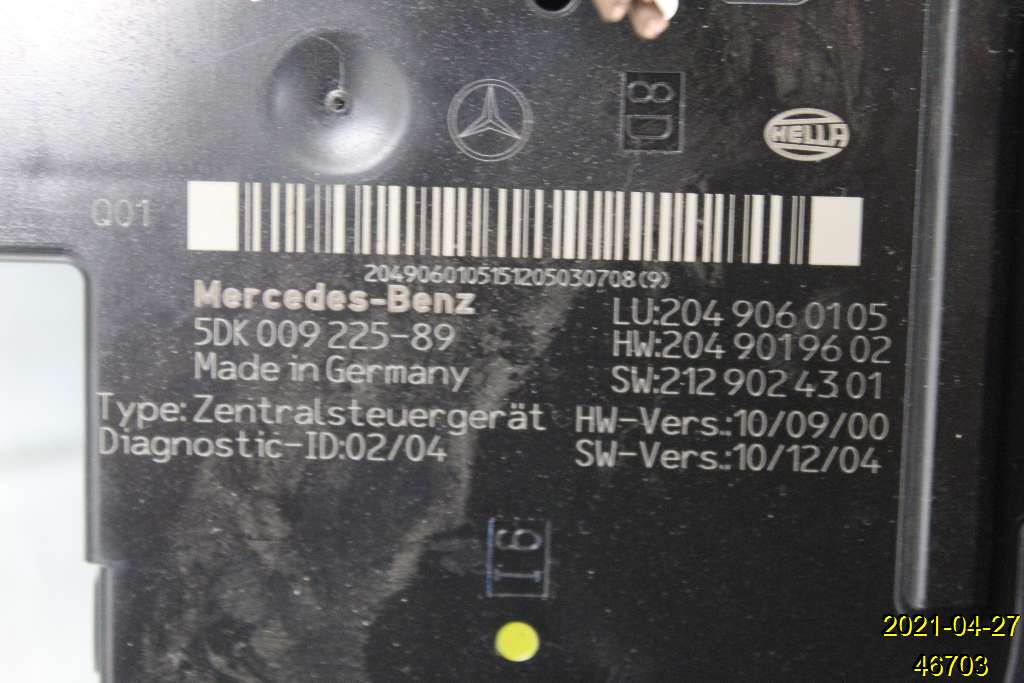 8D
HELLA
Q01
2049060105151205030708(9)
Mercedes-Benz
LU:204 906 0105
5DK 009 225-89
HW:204 901 96 02
Made in Germany
SW:212 902 43 01
Type: Zentralsteuergerät
HW-Vers.:10/09/00
Diagnostic-ID:02/04
SW-Vers.:10/12/04
2021-04-27
46703